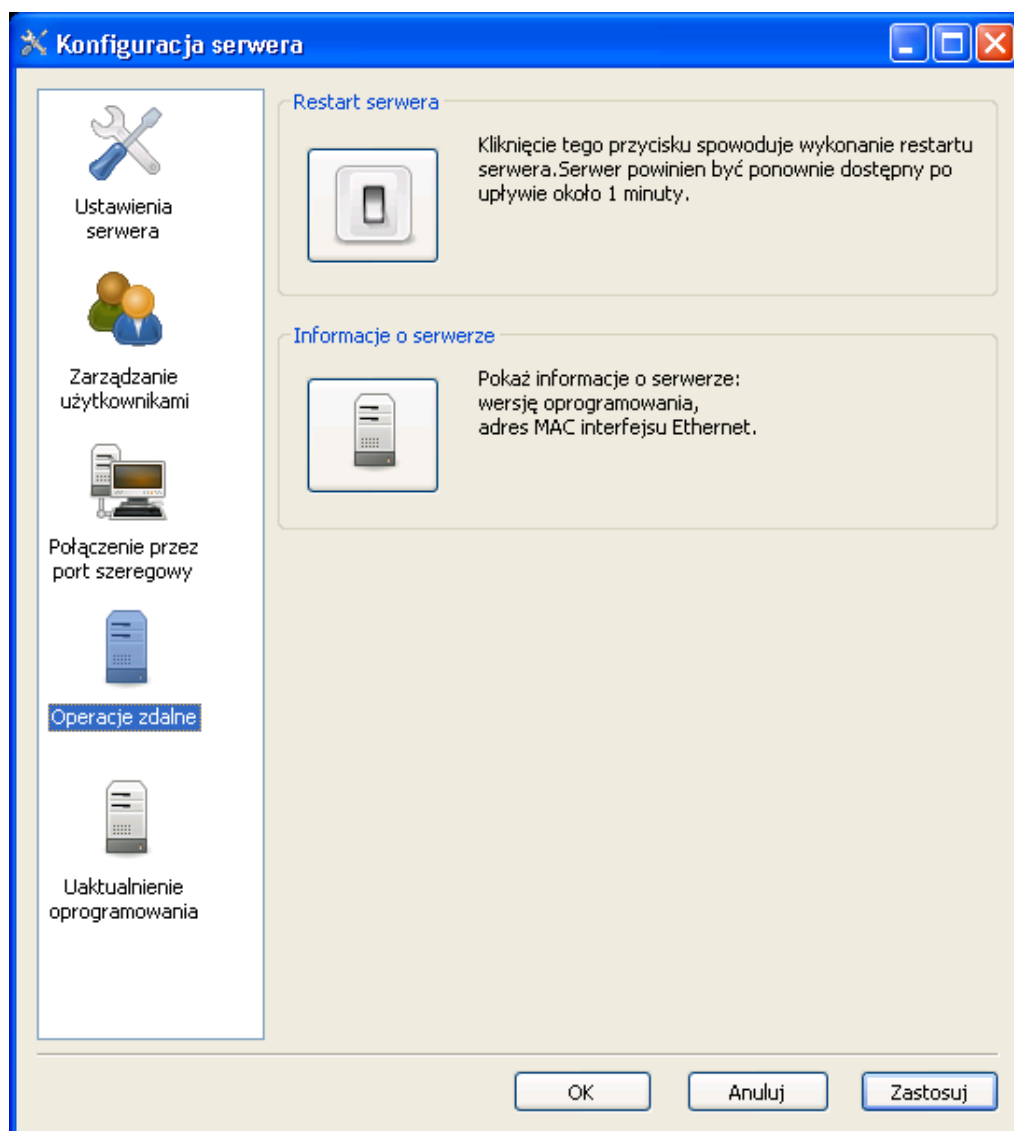 Konfiguracja serwera
Ustawienia
serwera
Zarządzanie
użytkownikami
Połączenie przez
port szeregowy
Operacje zdalne
Uaktualnienie
oprogramowania
Restart serwera
Kliknięcie tego przycisku spowoduje wykonanie restartu
serwera.Serwer powinien być ponownie dostępny po
upływie około 1 minuty.
Informacje o serwerze
Pokaż informacje o serwerze:
wersję oprogramowania,
adres MAC interfejsu Ethernet.
OK
Anuluj
Zastosuj